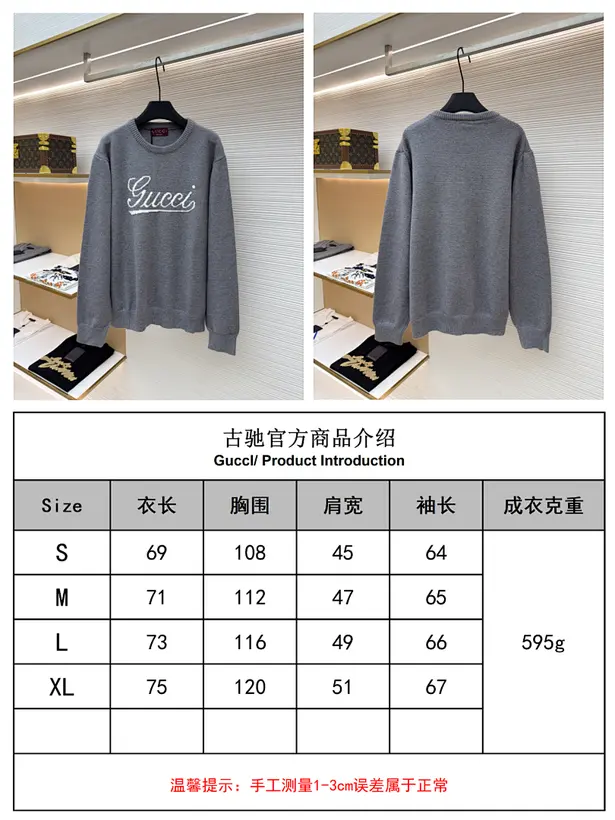 Gucci
古驰官方商品介绍
GuccI/ Product Introduction
Size 衣长 胸围 肩宽 袖长 成衣克重
S 69 108 45 64
M 71 112 47 65
L 73 116 49 66
XL 75 120 51 67
595g
温馨提示：手工测量1-3cm误差属于正常